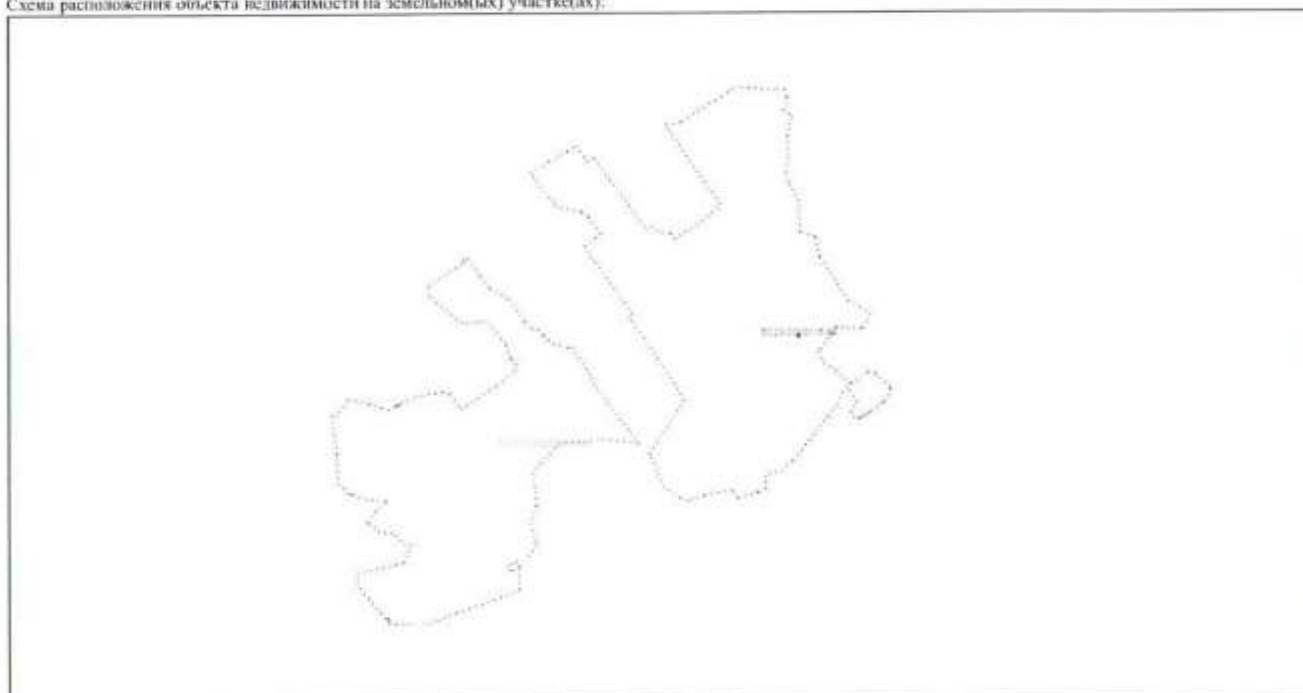 Схема расположения объекта недвижимости на земельном(ых) участке(ах):